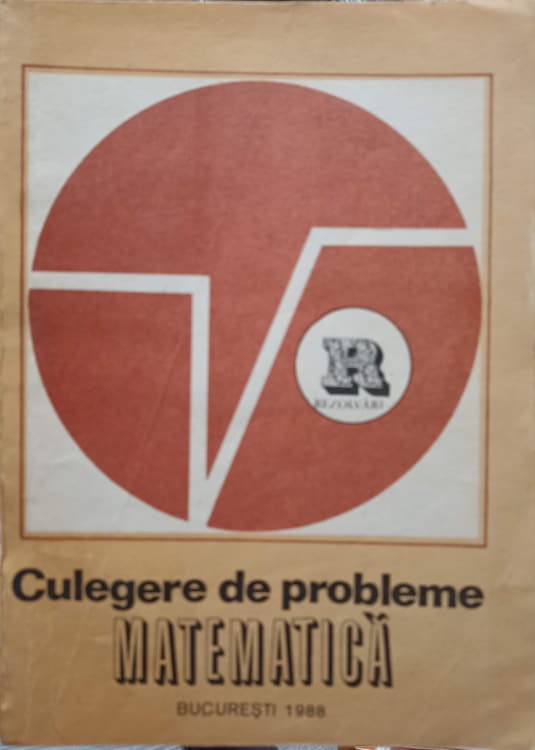 R
REZOLVĂRI
Culegere de probleme
MATEMATICĂ
BUCUREȘTI 1988